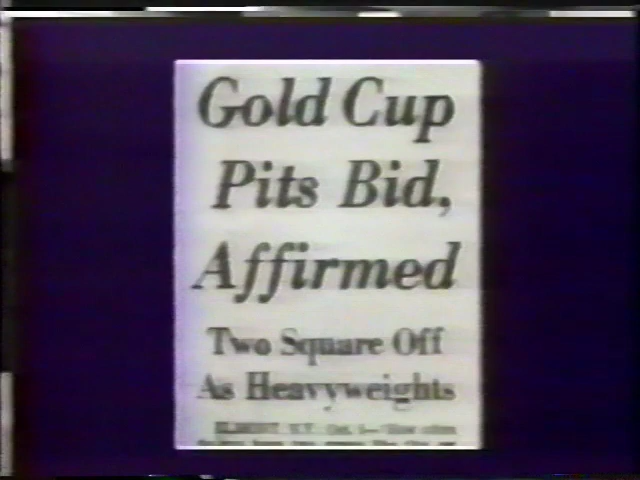 Gold Cup
Pits Bid,
Affirmed
Two Square Off
As Heavyweights